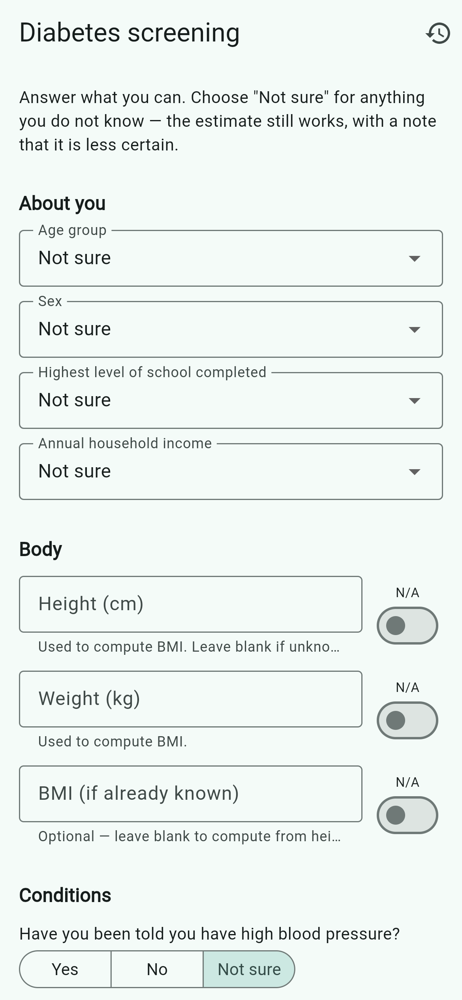 Diabetes screening
Answer what you can. Choose "Not sure" for anything
you do not know — the estimate still works, with a note
that it is less certain.
About you
Age group
Not sure
Sex
Not sure
Highest level of school completed
Not sure
Annual household income
Not sure
Body
Height (cm)
N/A
Used to compute BMI. Leave blank if unkno…
Weight (kg)
N/A
Used to compute BMI.
BMI (if already known)
N/A
Optional — leave blank to compute from hei…
Conditions
Have you been told you have high blood pressure?
Yes No Not sure